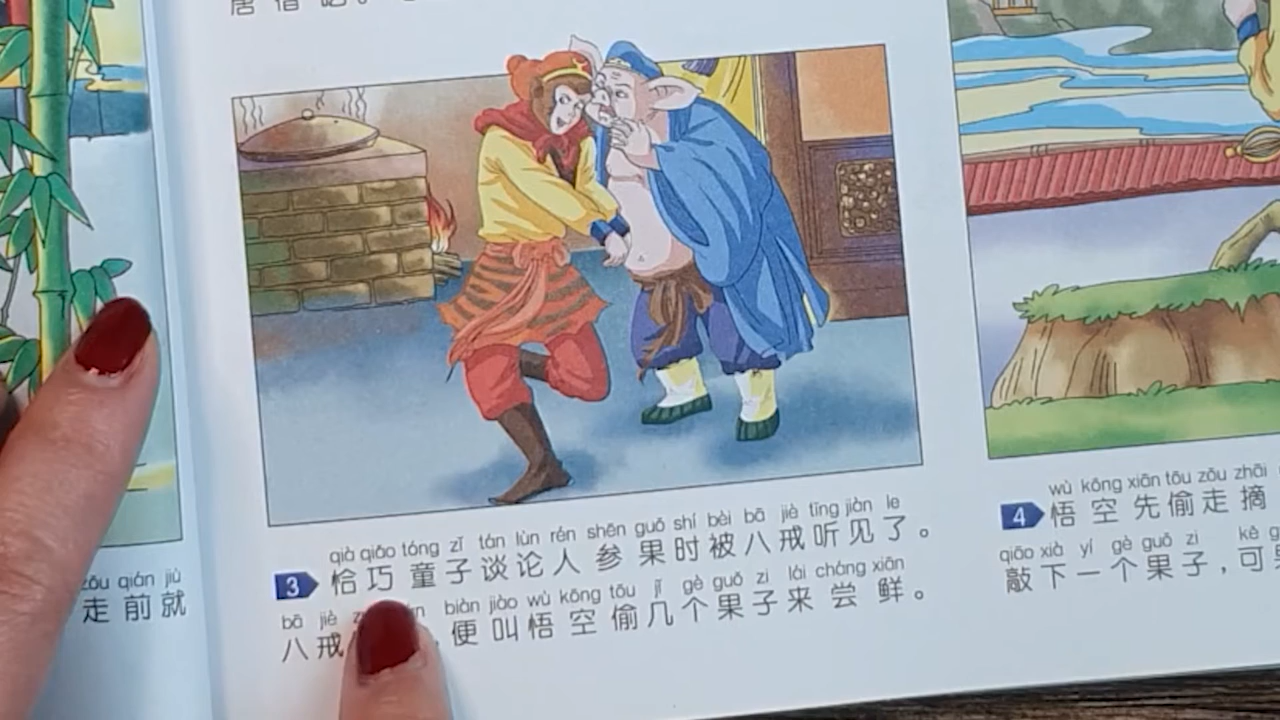 zǒu qián jiù
走前就
qià qiǎo tóng zǐ tán lùn rén shēn guǒ shí bèi bā jiè tīng jiàn le
3 恰巧童子谈论人参果时被八戒听见了。
bā jiè biàn jiào wù kōng tōu jǐ gè guǒ zi lái cháng xiān
八戒 便叫悟空偷几个果子来尝鲜。
wù kōng xiān tōu zǒu zhāi
4 悟空先偷走摘
qiāo xià yí gè guǒ zi kě g
敲下一个果子,可